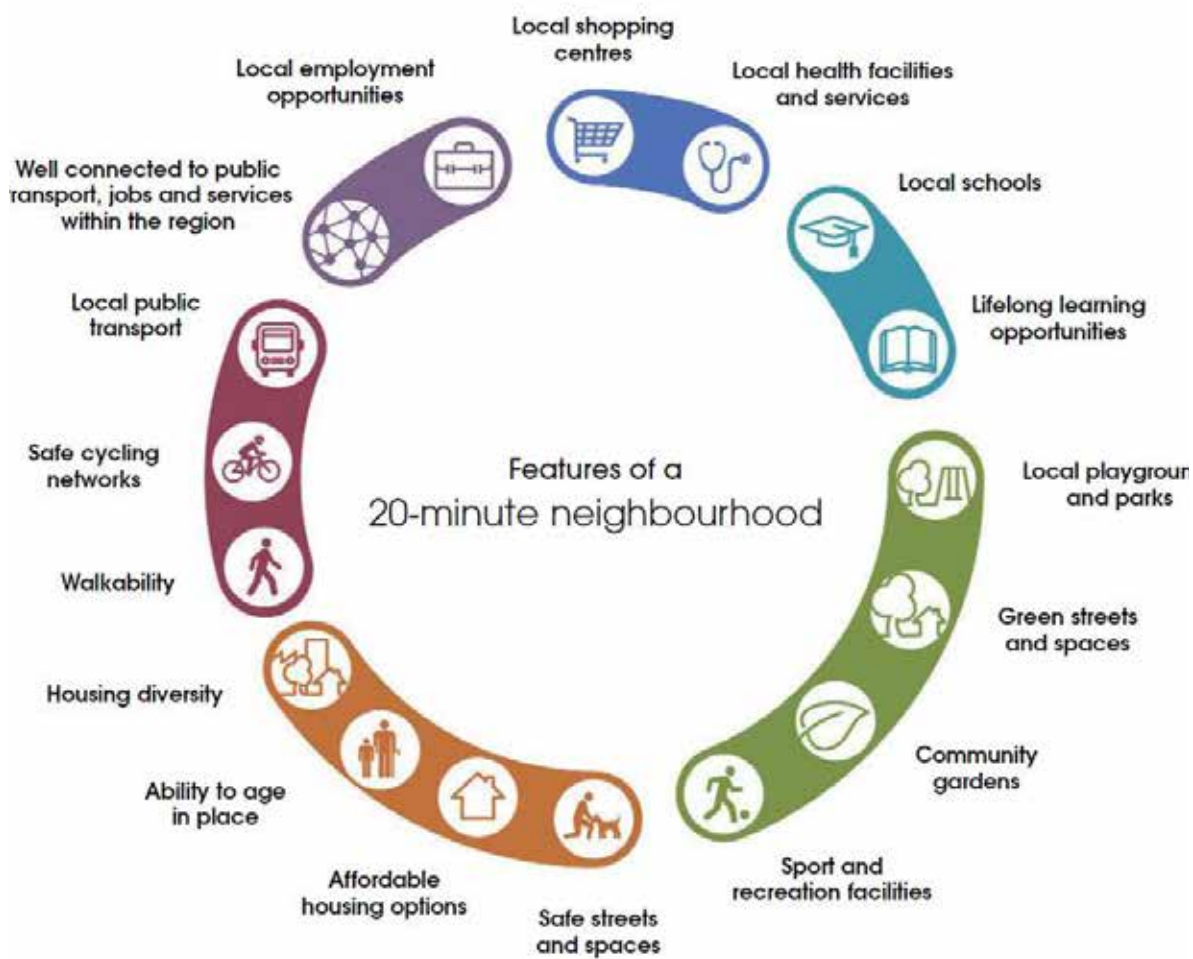 Local shopping
centres
Local health facilities
and services
Local schools
Lifelong learning
opportunities
Local playgroun
and parks
Green streets
and spaces
Community
gardens
Sport and
recreation facilities
Safe streets
and spaces
Affordable
housing options
Ability to age
in place
Housing diversity
Walkability
Safe cycling
networks
Local public
transport
Well connected to public
ransport, jobs and services
within the region
Local employment
opportunities
Features of a
20-minute neighbourhood